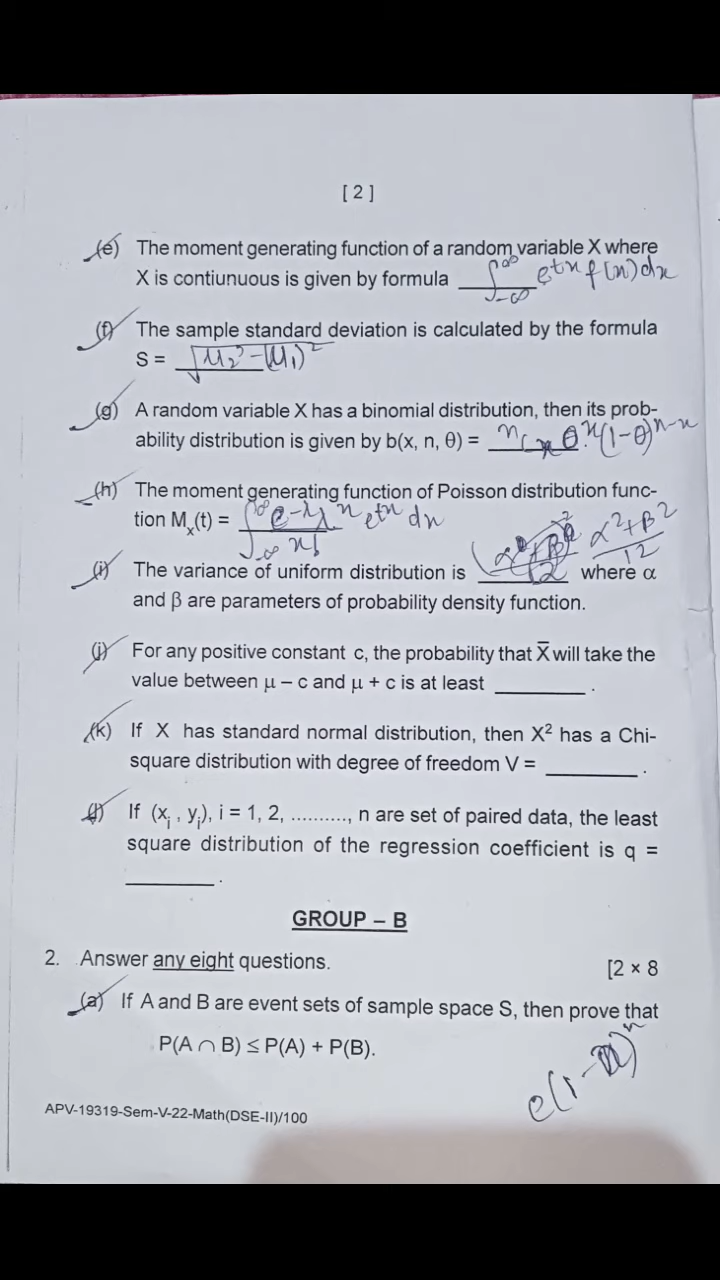 [ 2 ]
(e) The moment generating function of a random variable X where
X is contiunuous is given by formula ∫₋∞^∞ e^tx f(x) dx
(f) The sample standard deviation is calculated by the formula
S = √μ₂' – (μ₁)²
(g) A random variable X has a binomial distribution, then its prob-
ability distribution is given by b(x, n, θ) = ⁿCₓ θ^x (1-θ)^n-x
(h) The moment generating function of Poisson distribution func-
tion Mₓ(t) = ∫₋∞^∞ e^-λ λ^x / x! e^tx dx
(i) The variance of uniform distribution is ________ α²+β² / 12 where α
and β are parameters of probability density function.
(j) For any positive constant c, the probability that X̅ will take the
value between μ – c and μ + c is at least ________ .
(k) If X has standard normal distribution, then X² has a Chi-
square distribution with degree of freedom V = ________ .
(l) If (xᵢ , yᵢ), i = 1, 2, .........., n are set of paired data, the least
square distribution of the regression coefficient is q =
________ .
GROUP – B
2. Answer any eight questions. [2 × 8
(a) If A and B are event sets of sample space S, then prove that
P(A ∩ B) ≤ P(A) + P(B).
APV-19319-Sem-V-22-Math(DSE-II)/100